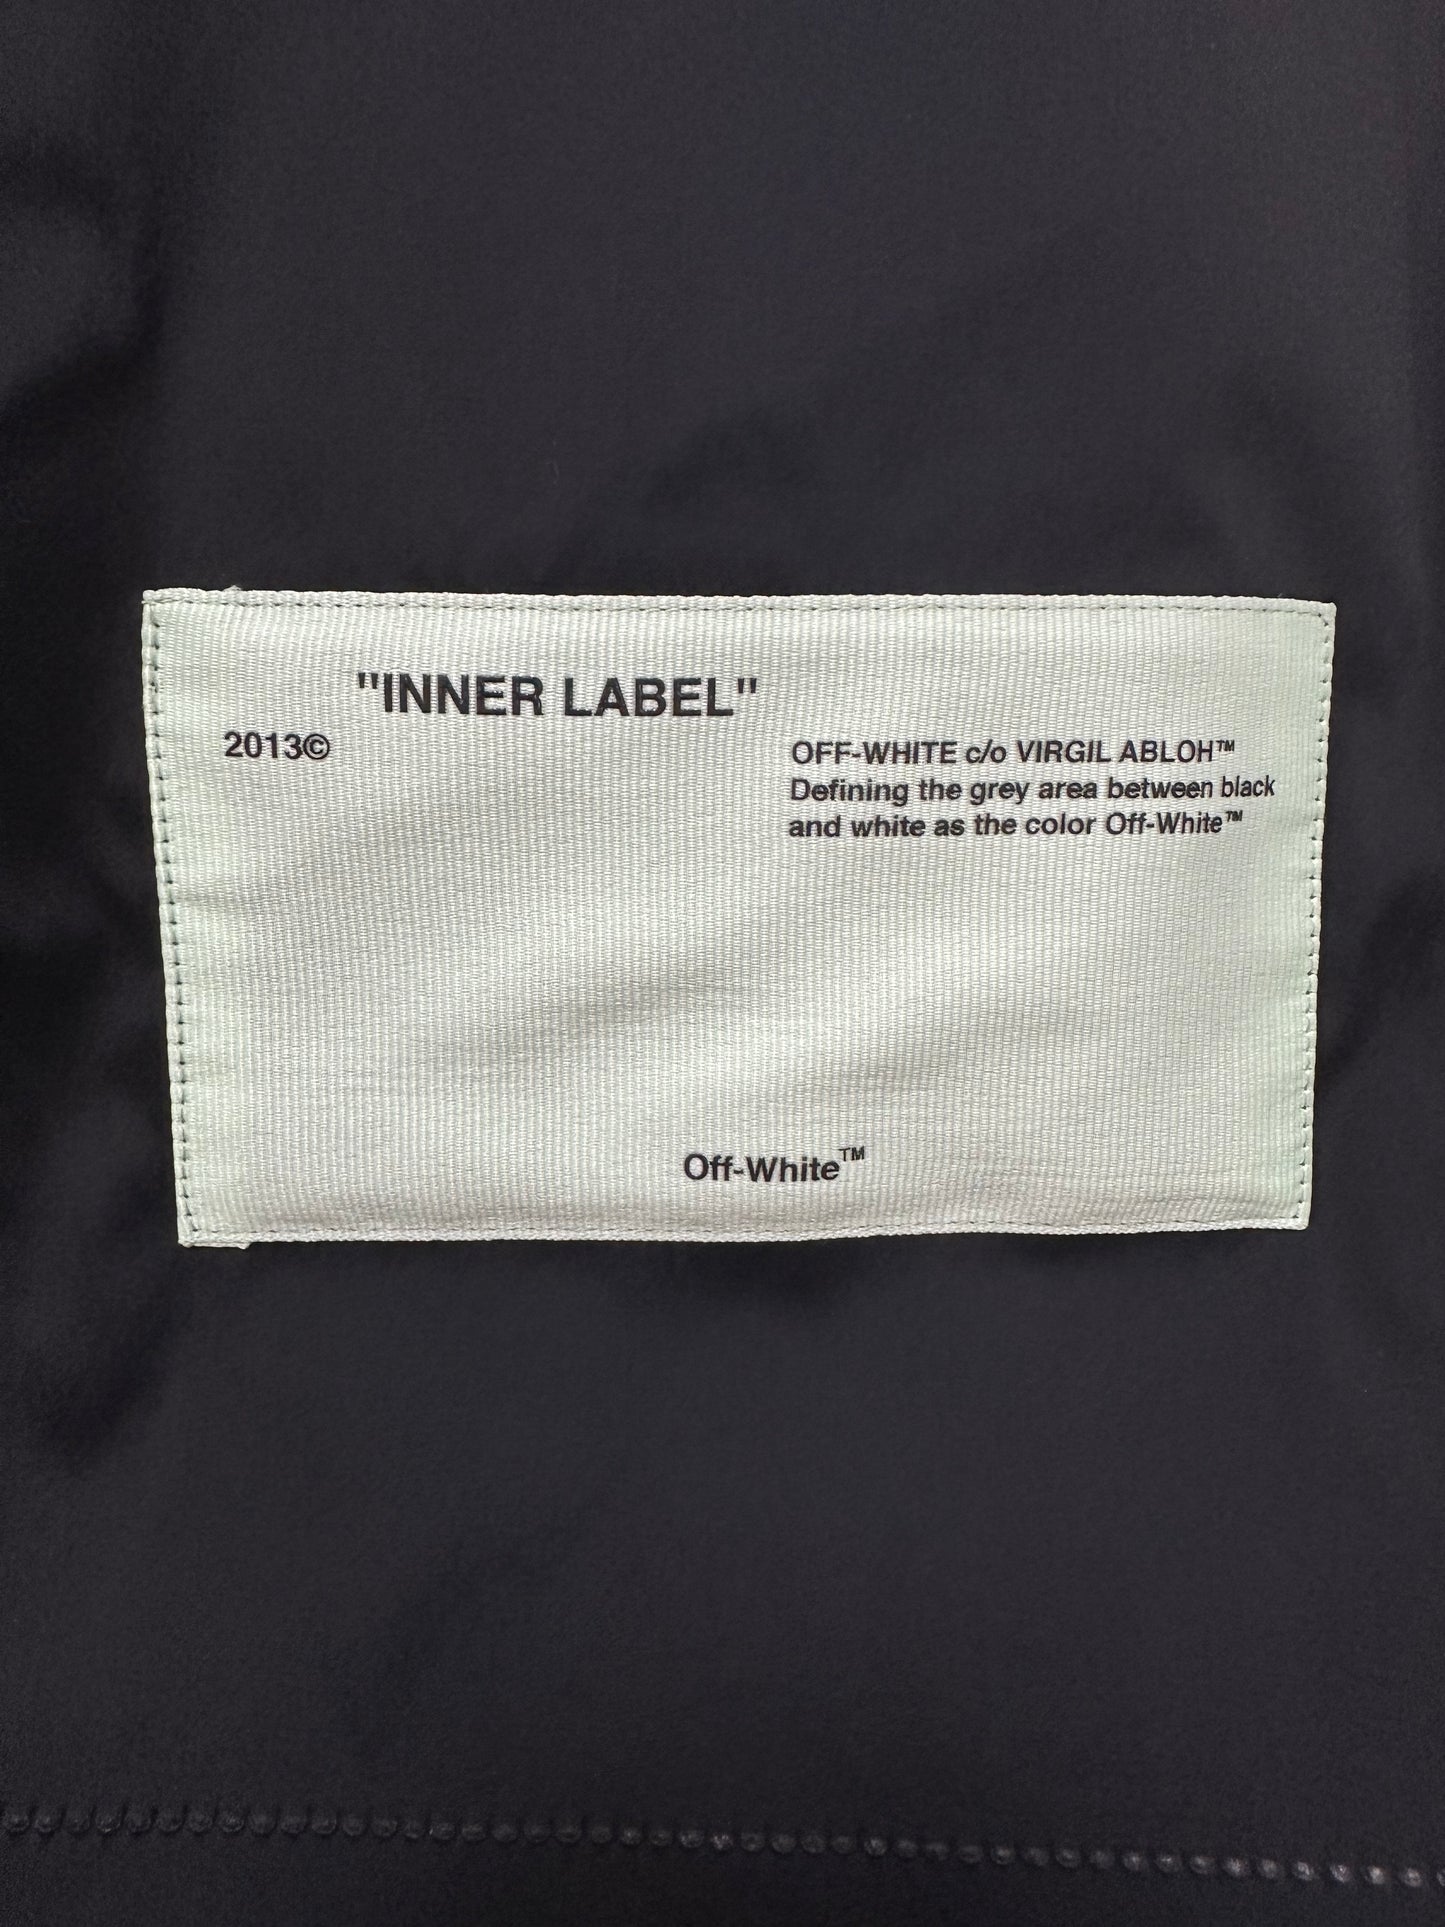 "INNER LABEL"
2013©
OFF-WHITE c/o VIRGIL ABLOH™
Defining the grey area between black
and white as the color Off-White™
Off-White™